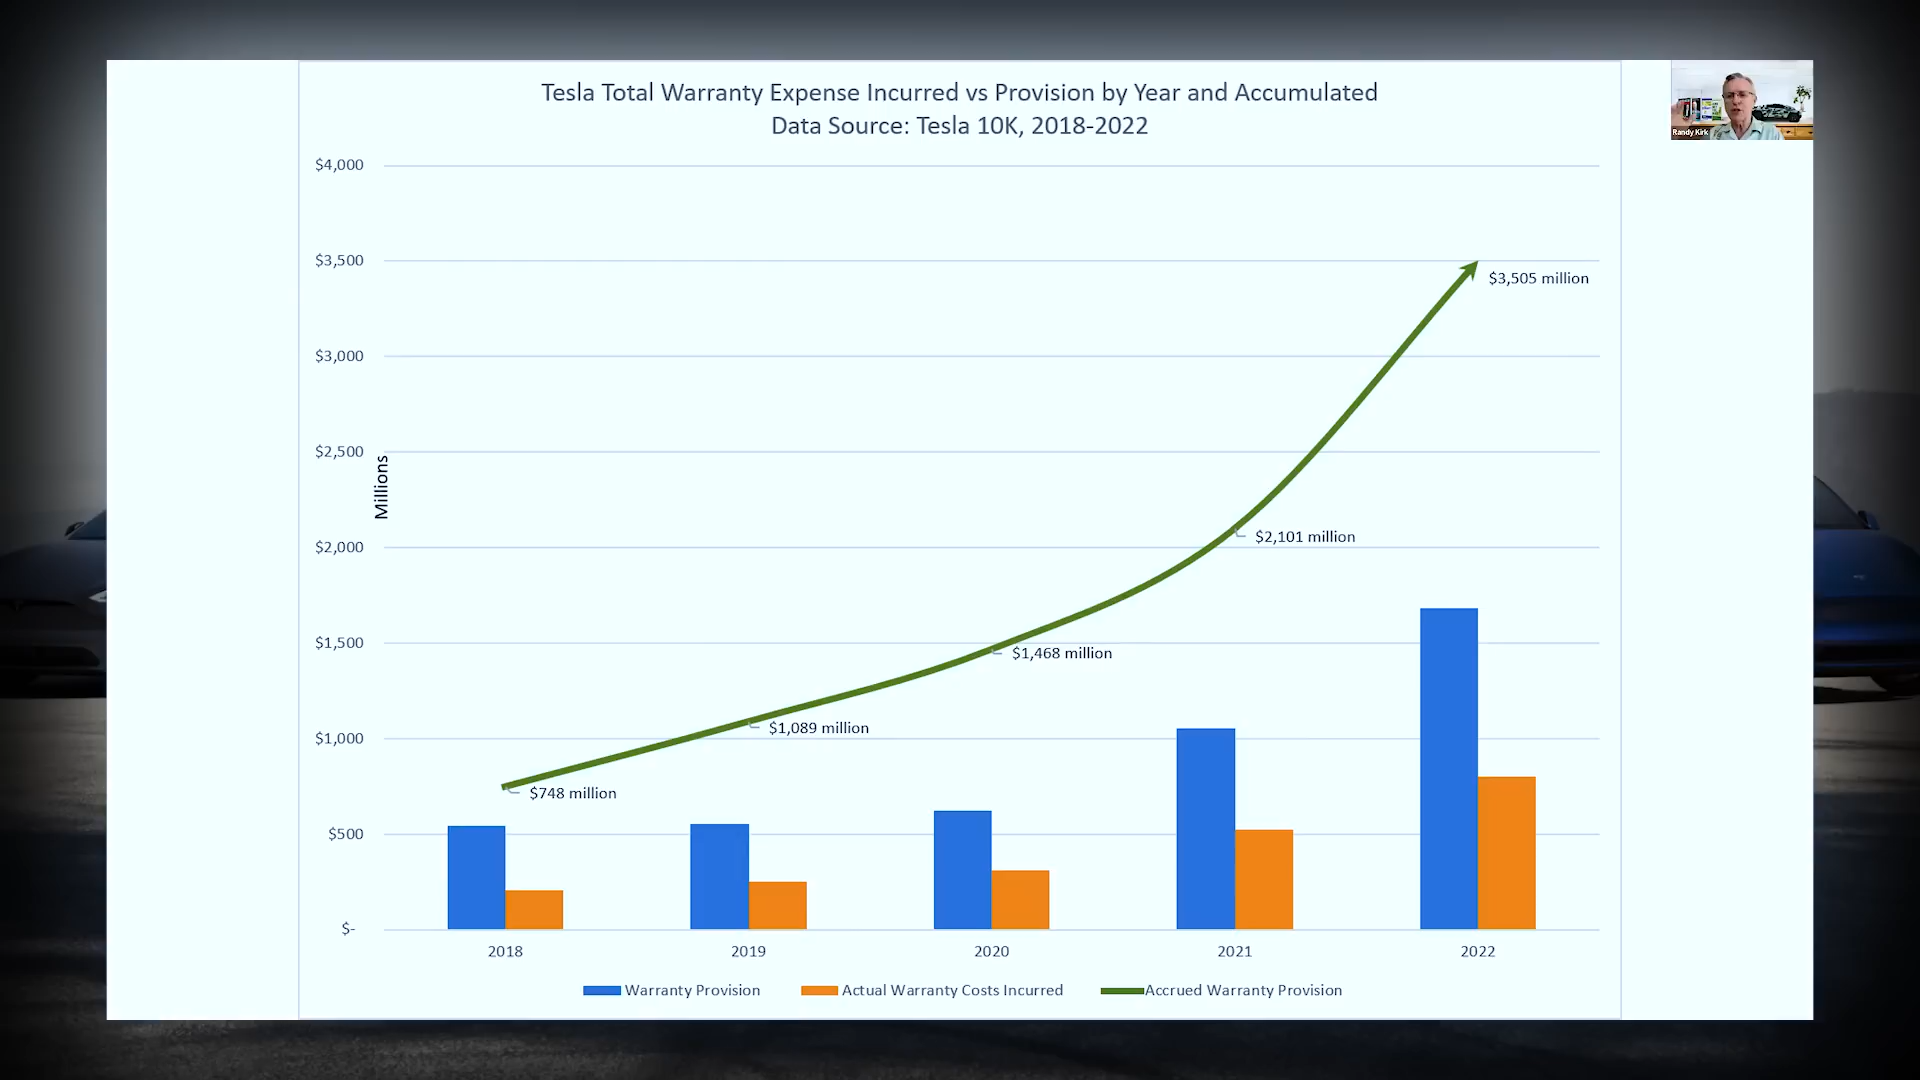 Tesla Total Warranty Expense Incurred vs Provision by Year and Accumulated
Data Source: Tesla 10K, 2018-2022
Randy Kirk
$4,000
$3,500
$3,000
$2,500
$2,000
$1,500
$1,000
$500
$-
Millions
$748 million
$1,089 million
$1,468 million
$2,101 million
$3,505 million
2018
2019
2020
2021
2022
Warranty Provision
Actual Warranty Costs Incurred
Accrued Warranty Provision